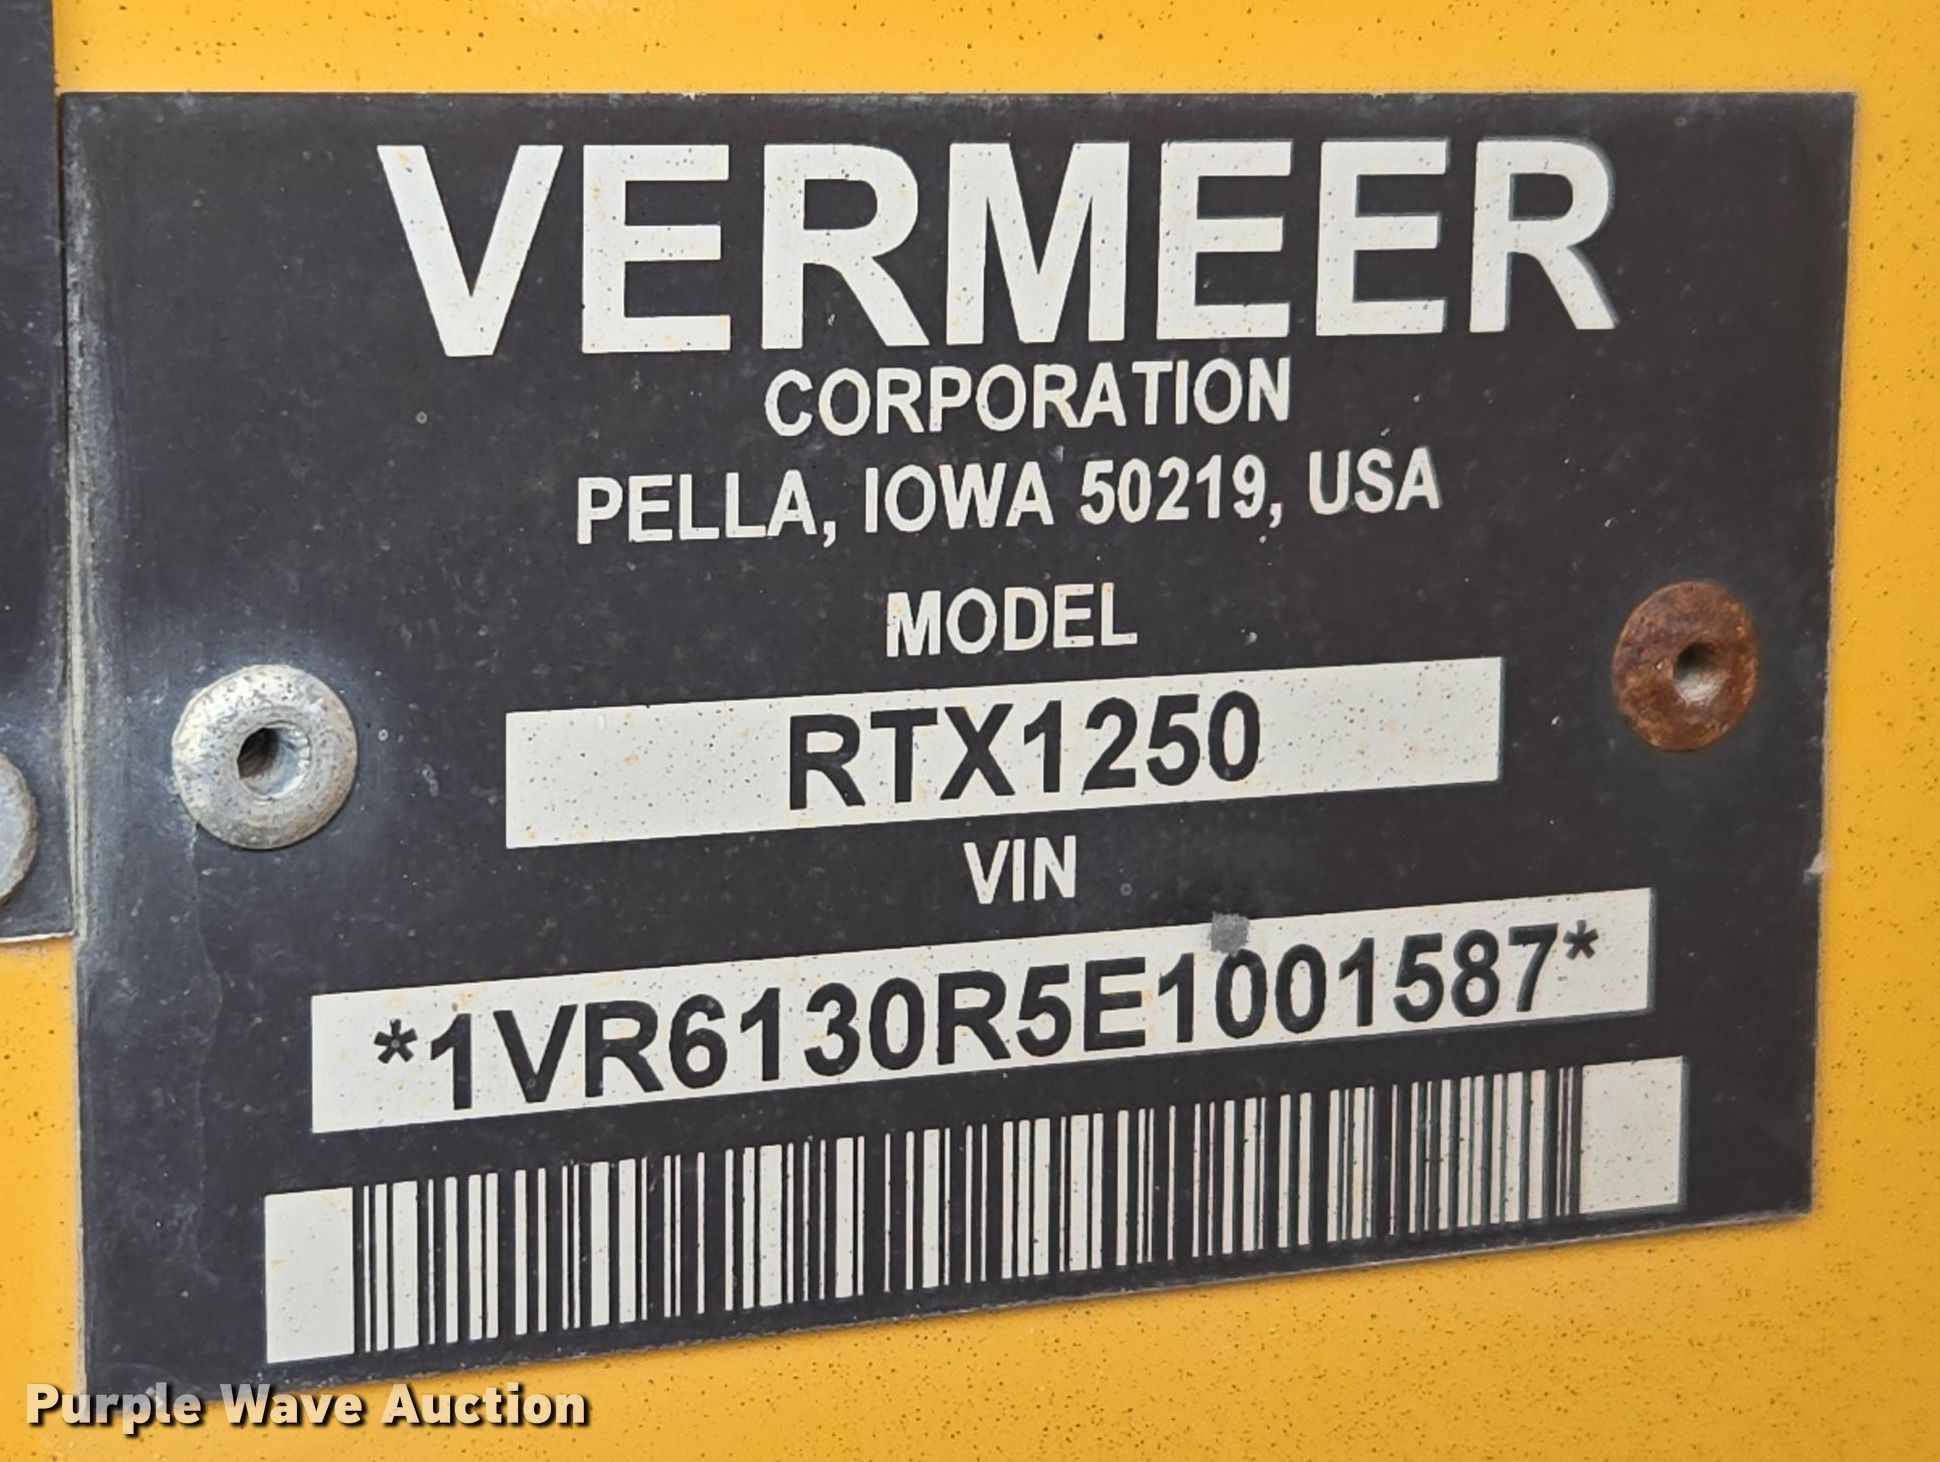 VERMEER
CORPORATION
PELLA, IOWA 50219, USA
MODEL
RTX1250
VIN
*1VR6130R5E1001587*
Purple Wave Auction